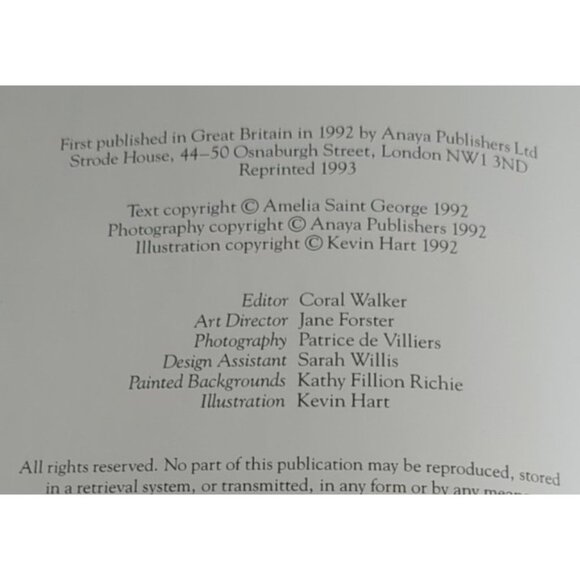 First published in Great Britain in 1992 by Anaya Publishers Ltd
Strode House, 44–50 Osnaburgh Street, London NW1 3ND
Reprinted 1993
Text copyright © Amelia Saint George 1992
Photography copyright © Anaya Publishers 1992
Illustration copyright © Kevin Hart 1992
Editor Coral Walker
Art Director Jane Forster
Photography Patrice de Villiers
Design Assistant Sarah Willis
Painted Backgrounds Kathy Fillion Richie
Illustration Kevin Hart
All rights reserved. No part of this publication may be reproduced, stored
in a retrieval system, or transmitted, in any form or by any